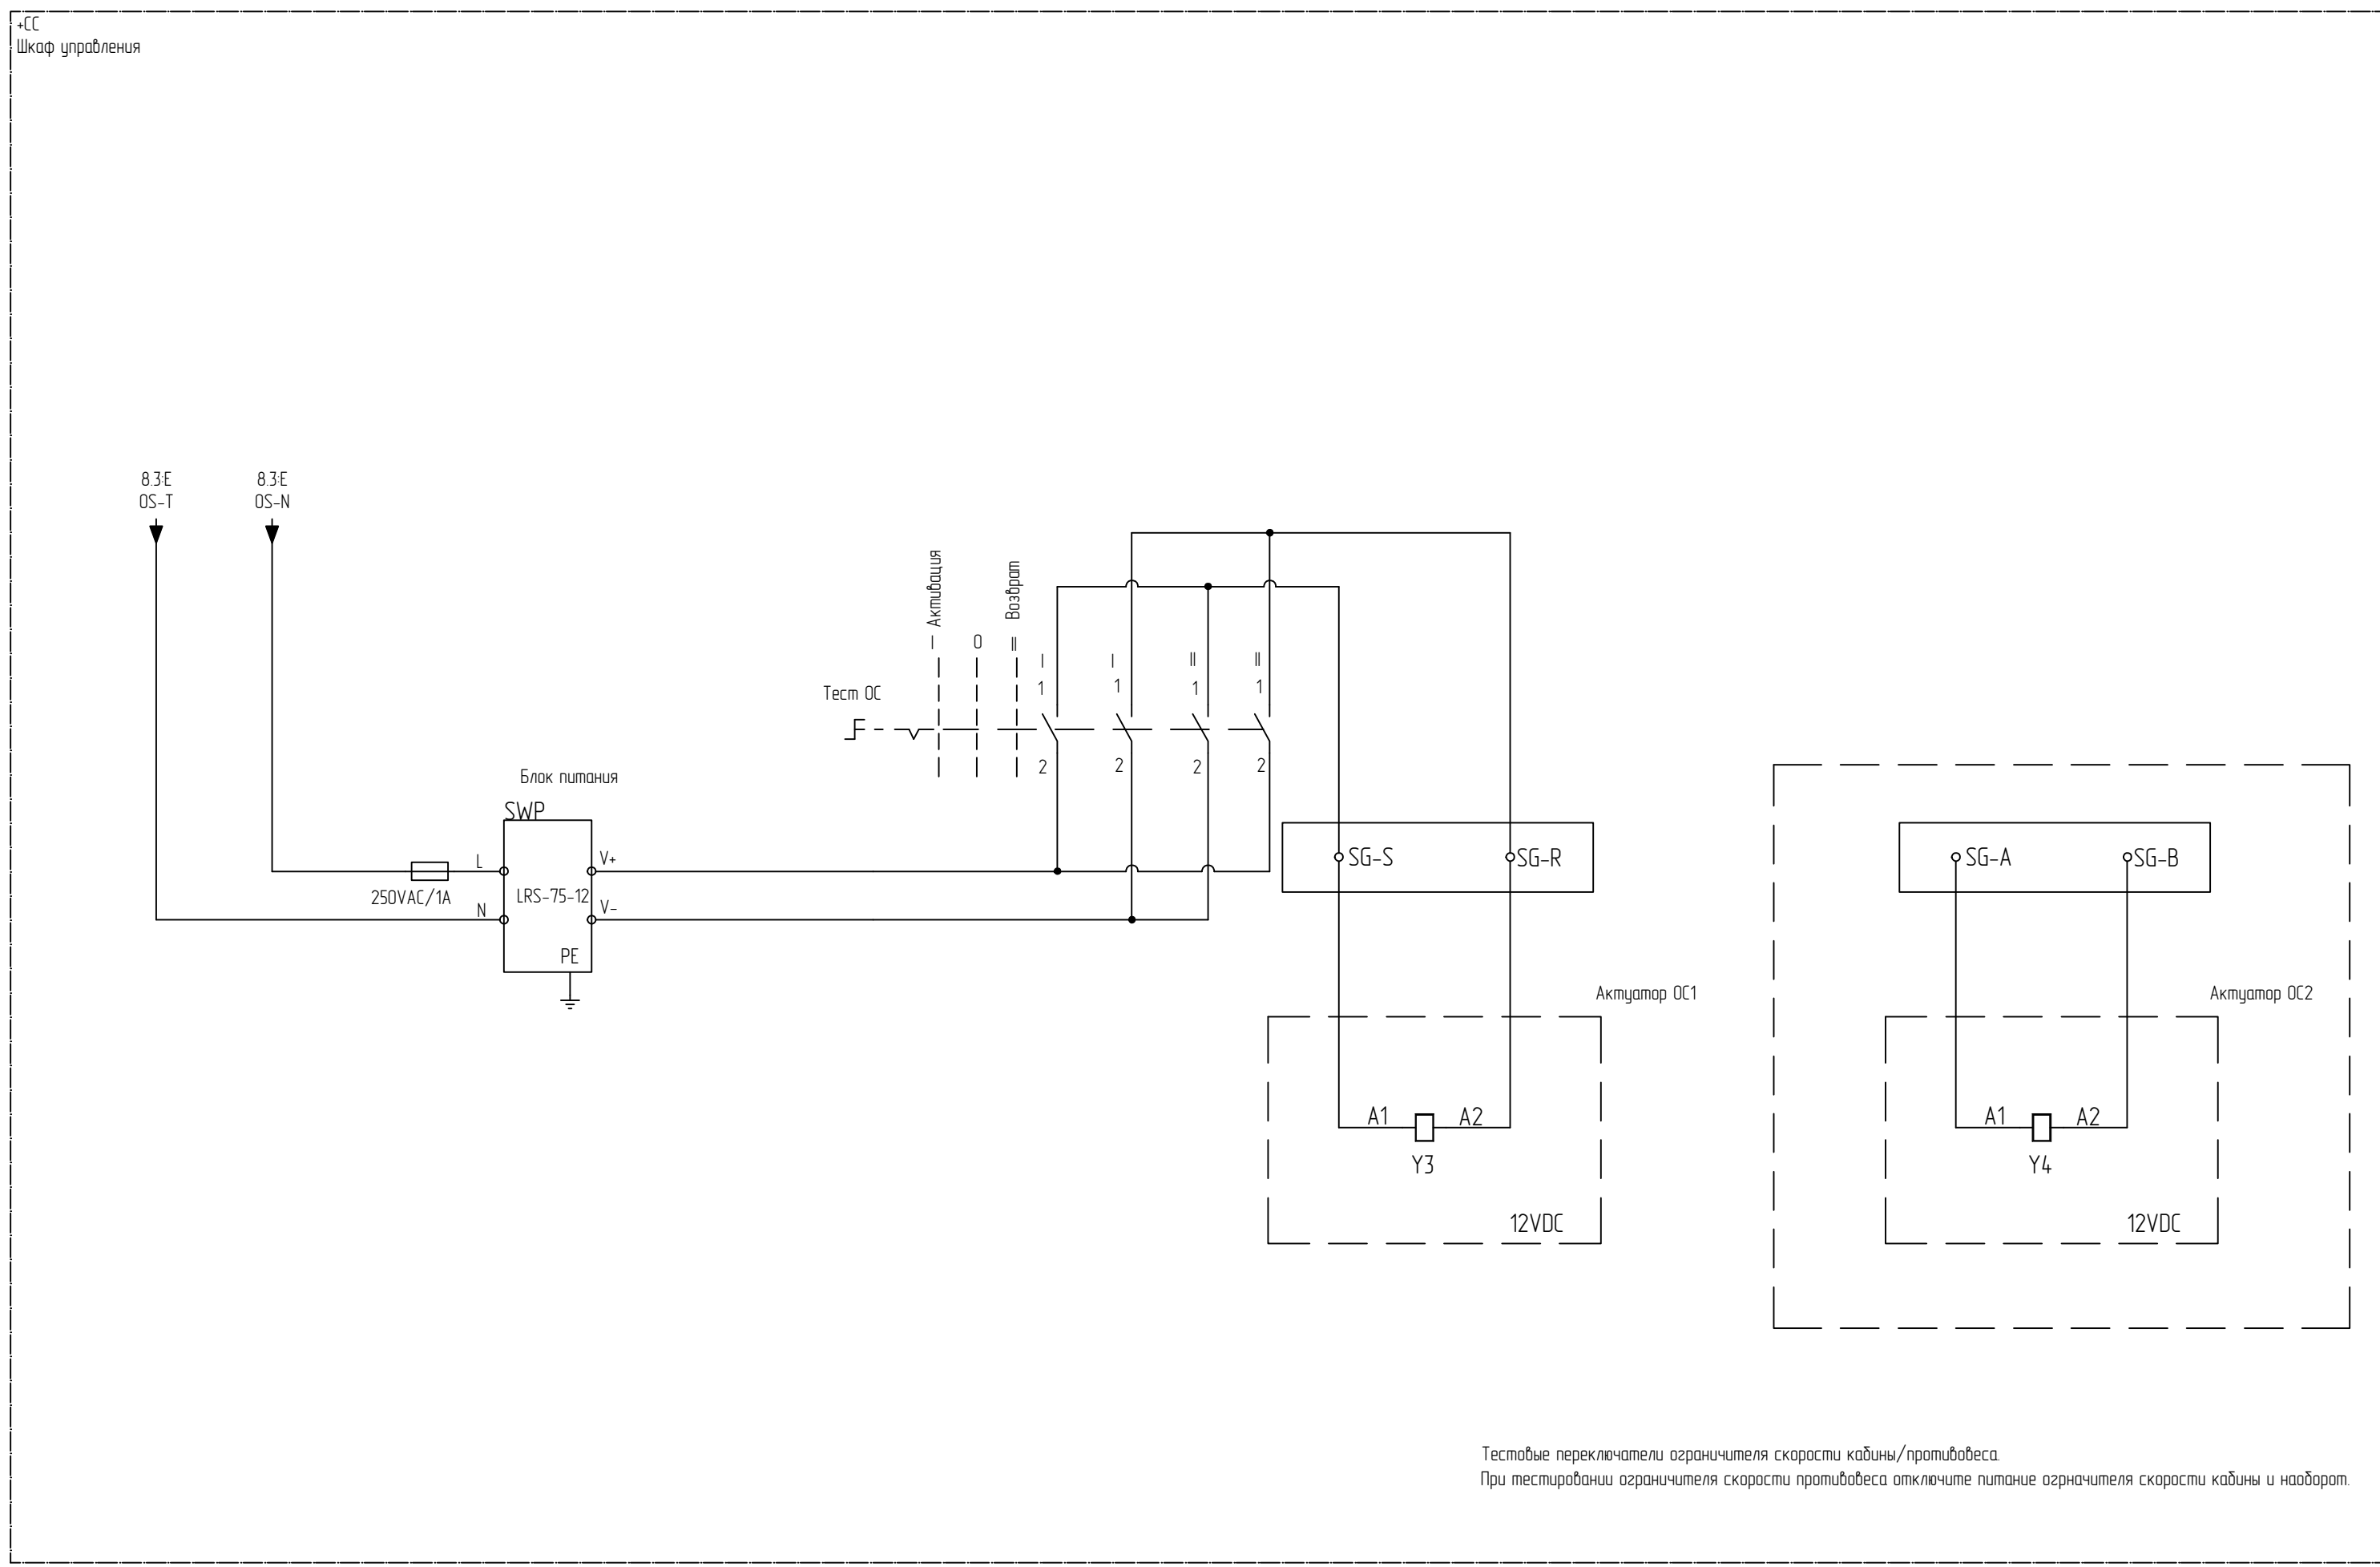 +CC
Шкаф управления
8.3:E
OS-T
8.3:E
OS-N
Активация
I
0
Возврат
II
I
I
II
II
1
1
1
1
Тест ОС
2
2
2
2
Блок питания
SWP
L
V+
250VAC/1A
LRS-75-12
N
V-
PE
SG-S
SG-R
SG-A
SG-B
Актуатор ОС1
Актуатор ОС2
A1
A2
Y3
12VDC
A1
A2
Y4
12VDC
Тестовые переключатели ограничителя скорости кабины/противовеса.
При тестировании ограничителя скорости противовеса отключите питание огрначителя скорости кабины и наоборот.